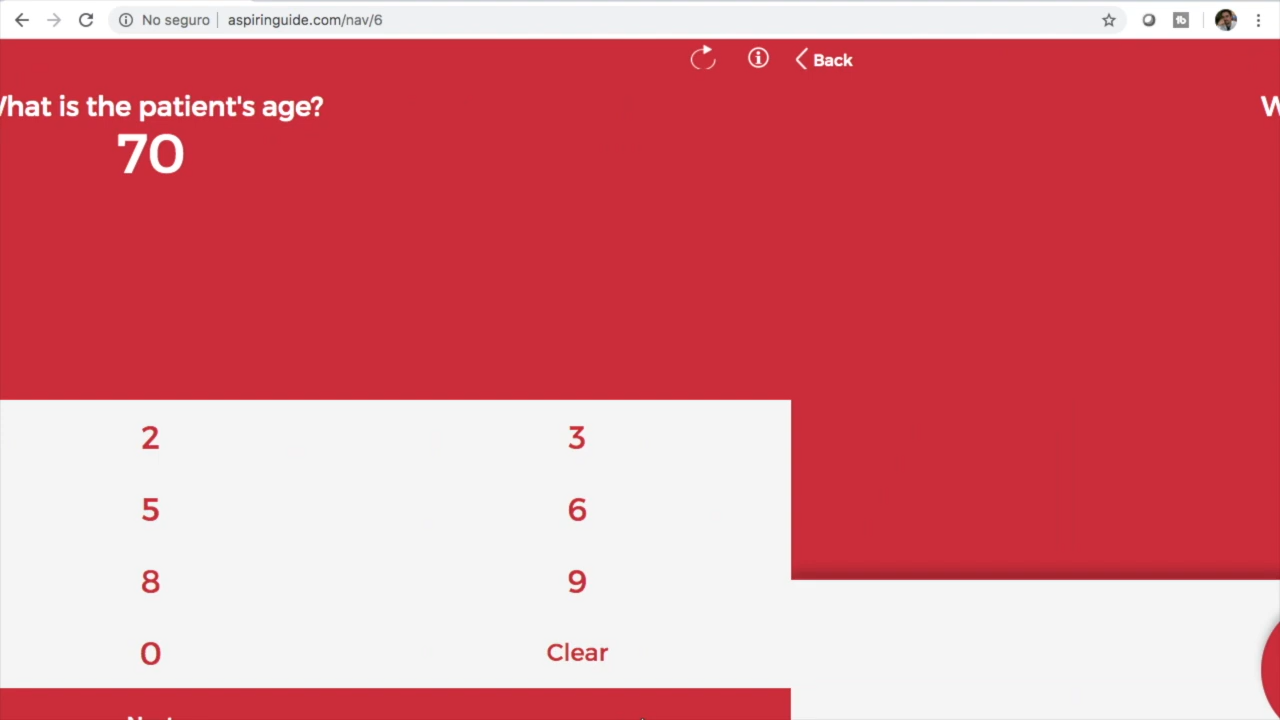 No seguro
aspiringuide.com/nav/6
Back
hat is the patient's age?
70
2
3
5
6
8
9
0
Clear